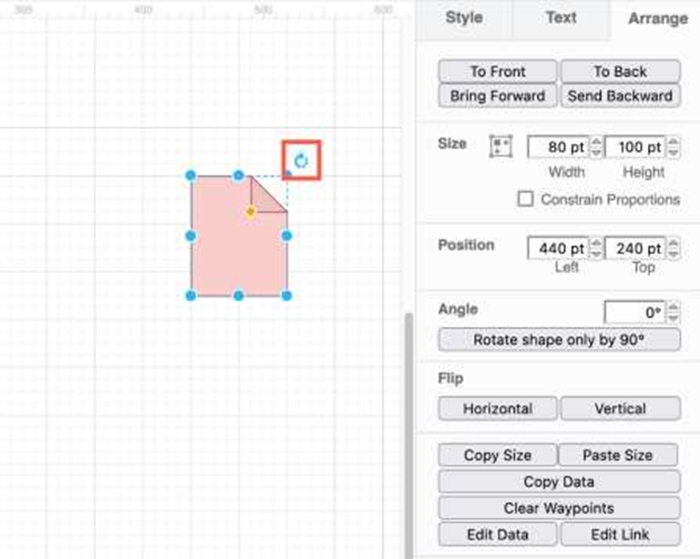 300 400 500 600
Style Text Arrange
To Front To Back
Bring Forward Send Backward
Size 80 pt 100 pt
Width Height
Constrain Proportions
Position 440 pt 240 pt
Left Top
Angle 0°
Rotate shape only by 90°
Flip
Horizontal Vertical
Copy Size Paste Size
Copy Data
Clear Waypoints
Edit Data Edit Link